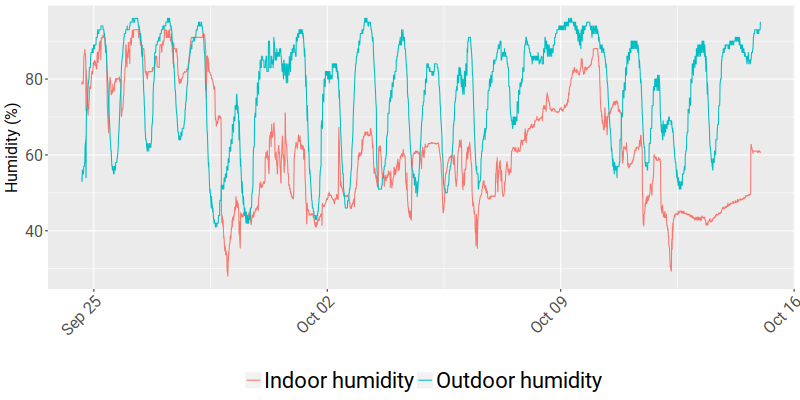 Humidity (%)
80
60
40
Sep 25
Oct 02
Oct 09
Oct 16
Indoor humidity
Outdoor humidity